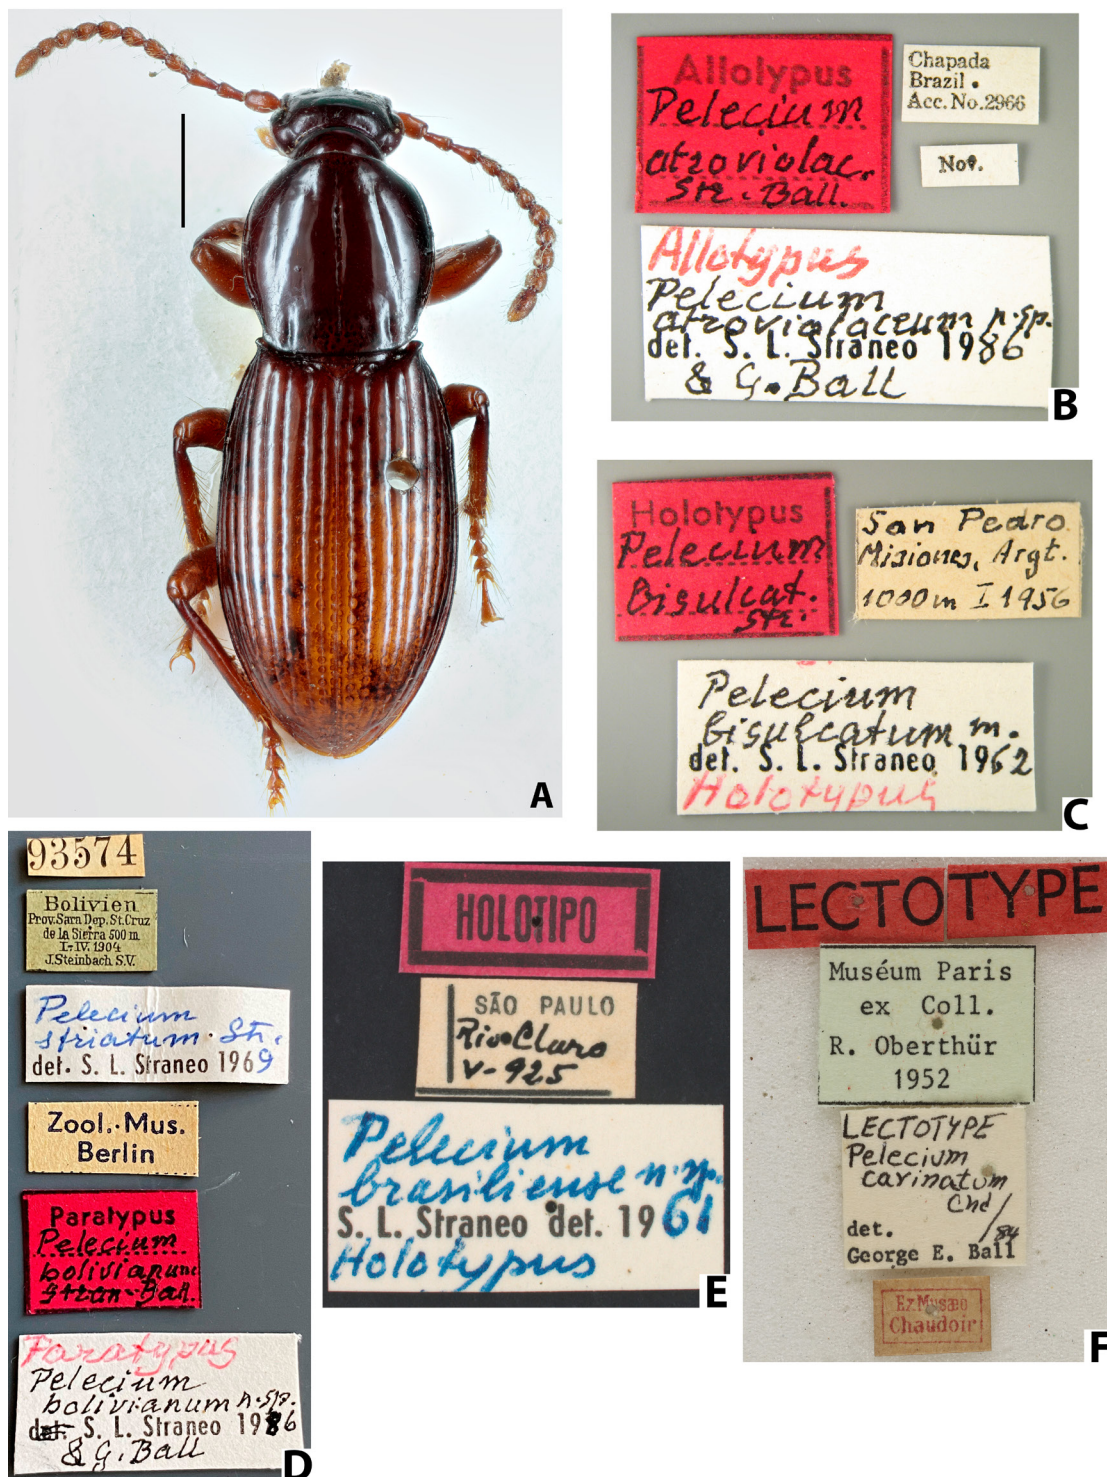 A
Allotypus
Pelecium
atroviolac.
Str. Ball.
Chapada
Brazil.
Acc. No. 2966
Nov.
Allotypus
Pelecium
atroviolaceum n. sp.
det. S. L. Straneo 1986
& G. Ball
B
Holotypus
Pelecium
bisulcat.
Str.
San Pedro
Misiones, Argt.
1000 m I 1956
Pelecium
bisulcatum m.
det. S. L. Straneo 1962
Holotypus
C
93574
Bolivien
Prov. Sara Dep. St. Cruz
de la Sierra 500 m
I-IV. 1904
J. Steinbach S.V.
Pelecium
striatum. Str.
det. S. L. Straneo 1969
Zool. Mus.
Berlin
Paratypus
Pelecium
bolivianum
Stran-Ball.
Paratypus
Pelecium
bolivianum n. sp.
det. S. L. Straneo 1986
& G. Ball
D
HOLOTIPO
SÃO PAULO
Rio Claro
V-925
Pelecium
brasiliense n. sp.
S. L. Straneo det. 1961
Holotypus
E
LECTOTYPE
Muséum Paris
ex Coll.
R. Oberthür
1952
LECTOTYPE
Pelecium
carinatum
Chd
/84
det.
George E. Ball
Ex Musæo
Chaudoir
F